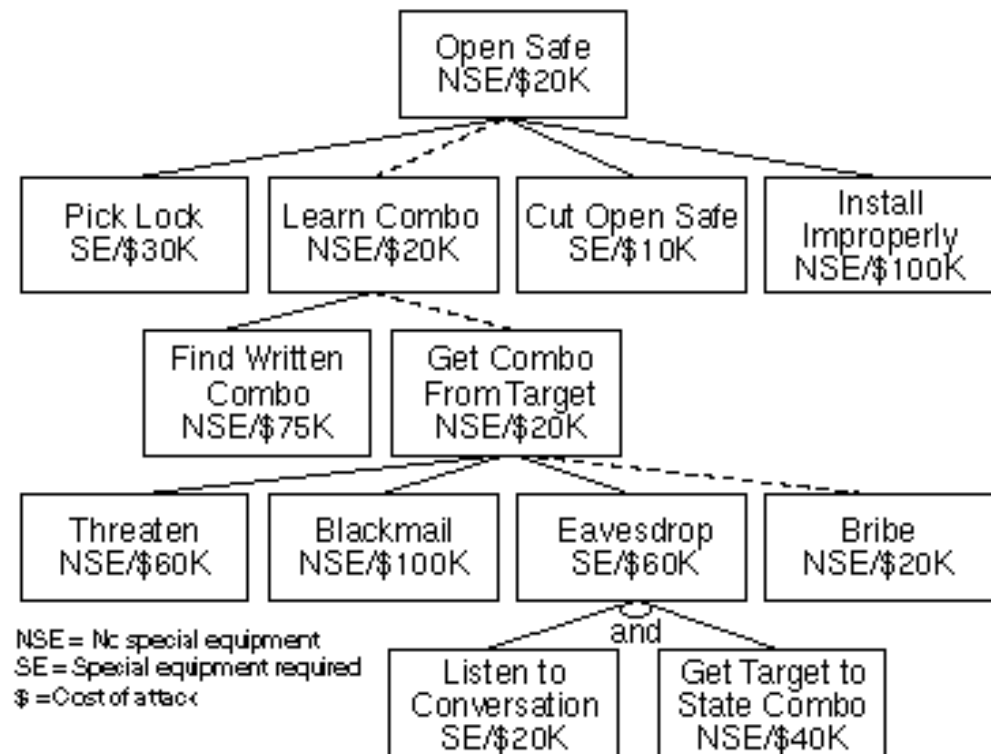 Open Safe
NSE/$20K
Pick Lock
SE/$30K
Learn Combo
NSE/$20K
Cut Open Safe
SE/$10K
Install
Improperly
NSE/$100K
Find Written
Combo
NSE/$75K
Get Combo
From Target
NSE/$20K
Threaten
NSE/$60K
Blackmail
NSE/$100K
Eavesdrop
SE/$60K
Bribe
NSE/$20K
and
NSE = No special equipment
SE = Special equipment required
$ = Cost of attack
Listen to
Conversation
SE/$20K
Get Target to
State Combo
NSE/$40K